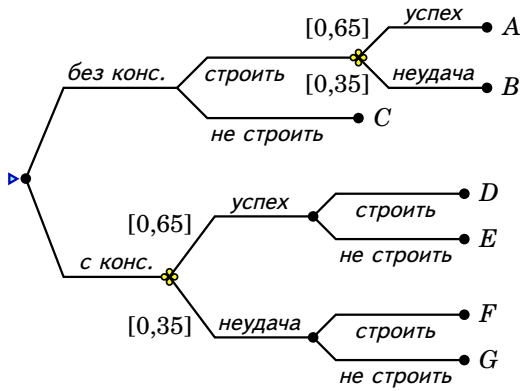 [0,65] успех A
без конс. строить [0,35] неудача B
не строить C
[0,65] успех строить D
не строить E
с конс.
[0,35] неудача строить F
не строить G